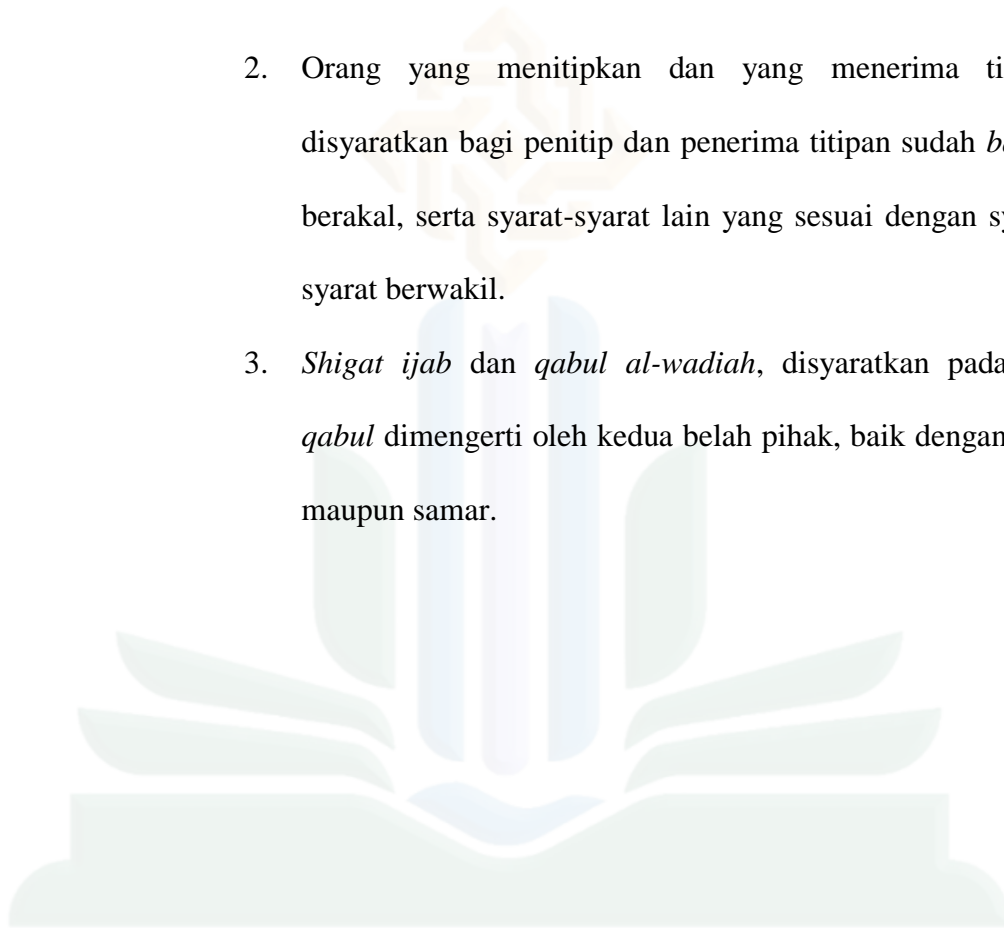 2. Orang yang menitipkan dan yang menerima
disyaratkan bagi penitip dan penerima titipan sudah
berakal, serta syarat-syarat lain yang sesuai dengan
syarat berwakil.
3. Shigat ijab dan qabul al-wadiah, disyaratkan pada
qabul dimengerti oleh kedua belah pihak, baik dengan
maupun samar.